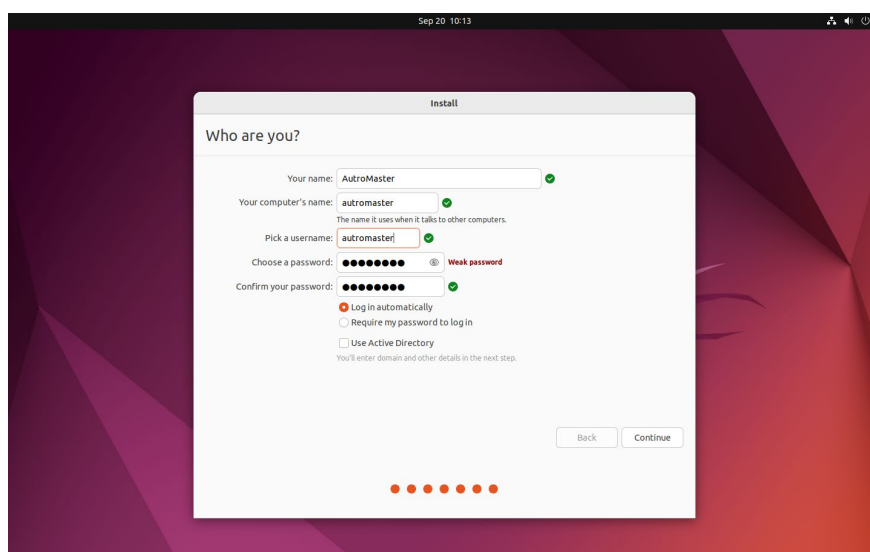 Sep 20 10:13
Install
Who are you?
Your name: AutroMaster
Your computer's name: automaster
The name it uses when it talks to other computers.
Pick a username: autromaster
Choose a password: ●●●●●●●● Weak password
Confirm your password: ●●●●●●●●
Log in automatically
Require my password to log in
Use Active Directory
You'll enter domain and other details in the next step.
Back Continue